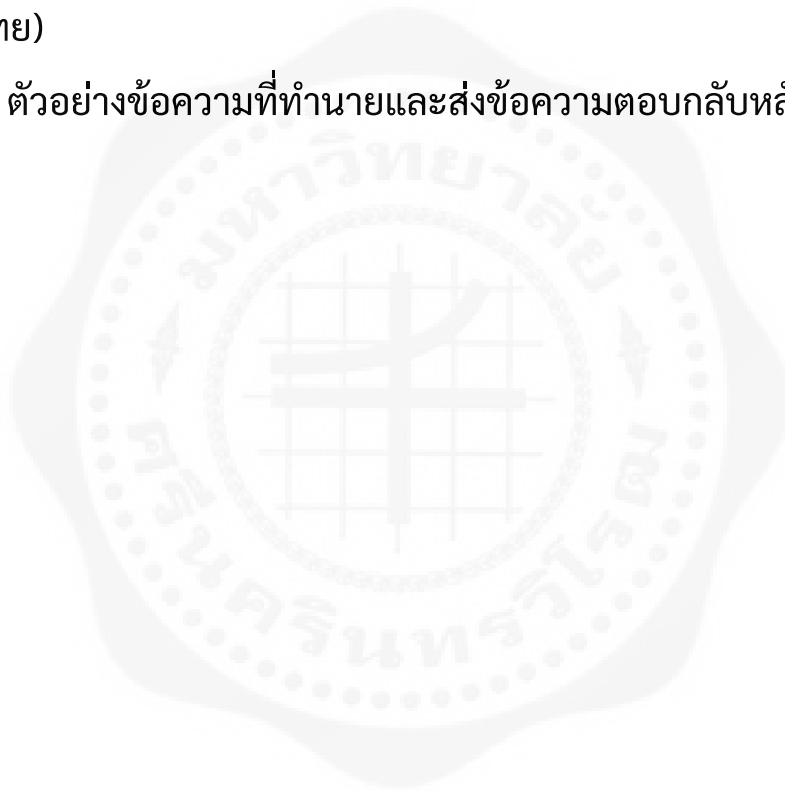 ทย)
ตัวอย่างข้อความที่ทำนายและส่งข้อความตอบกลับหลั
มหาวิทยาลัย
ศรีนครินทรวิโรฒ